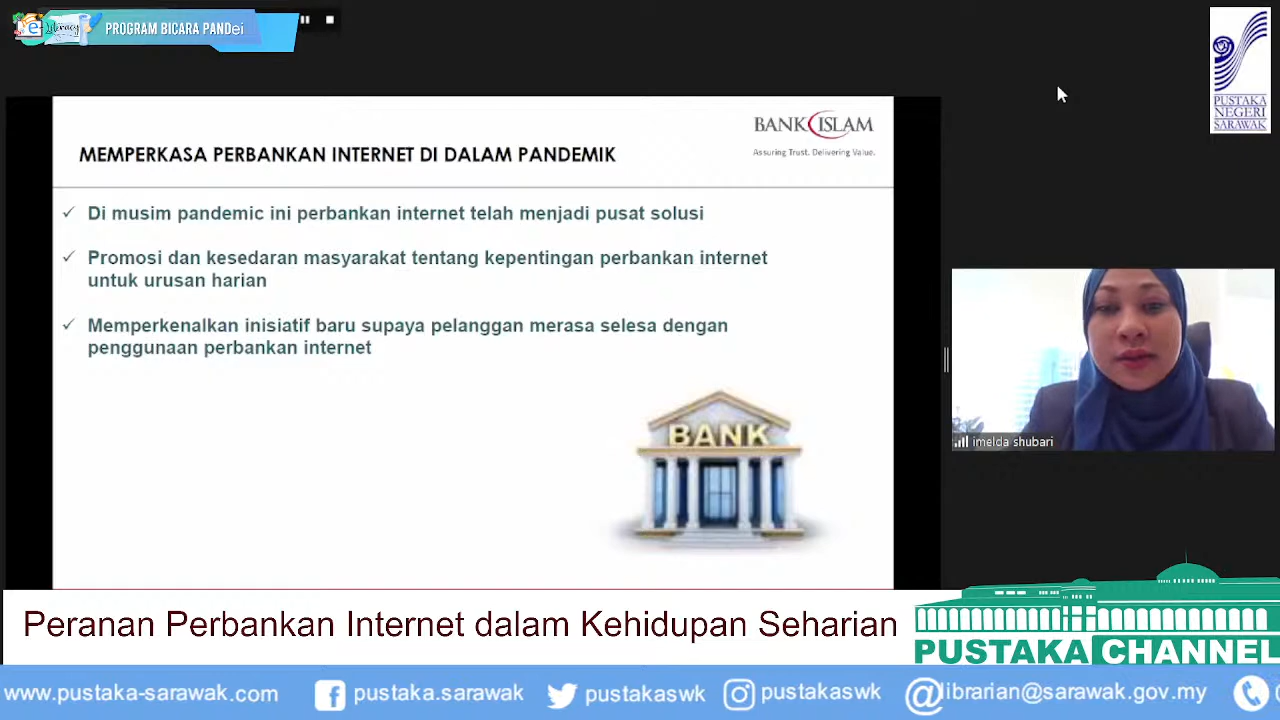 e-Literacy
PROGRAM BICARA PANDei
PUSTAKA
NEGERI
SARAWAK
BANK ISLAM
Assuring Trust. Delivering Value.
MEMPERKASA PERBANKAN INTERNET DI DALAM PANDEMIK
✓ Di musim pandemic ini perbankan internet telah menjadi pusat solusi
✓ Promosi dan kesedaran masyarakat tentang kepentingan perbankan internet
untuk urusan harian
✓ Memperkenalkan inisiatif baru supaya pelanggan merasa selesa dengan
penggunaan perbankan internet
BANK
imelda shubari
Peranan Perbankan Internet dalam Kehidupan Seharian
PUSTAKA CHANNEL
www.pustaka-sarawak.com pustaka.sarawak pustakaswk pustakaswk librarian@sarawak.gov.my